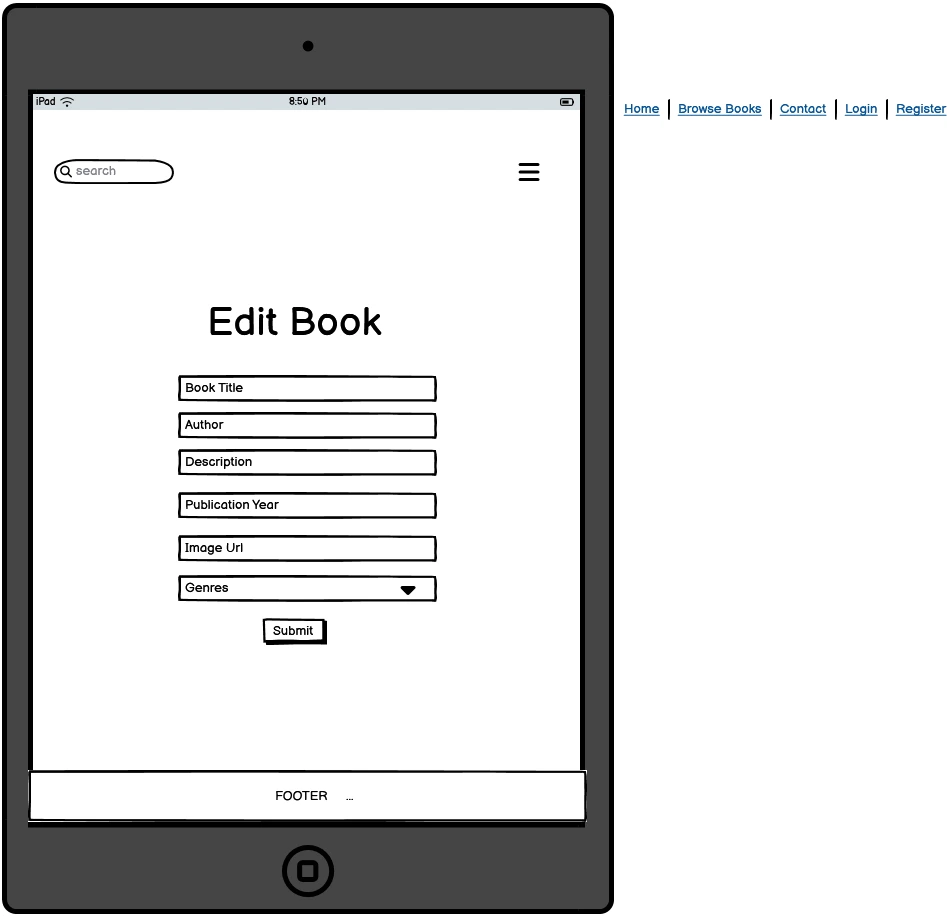 iPad 8:50 PM
Home Browse Books Contact Login Register
search
Edit Book
Book Title
Author
Description
Publication Year
Image Url
Genres
Submit
FOOTER ...